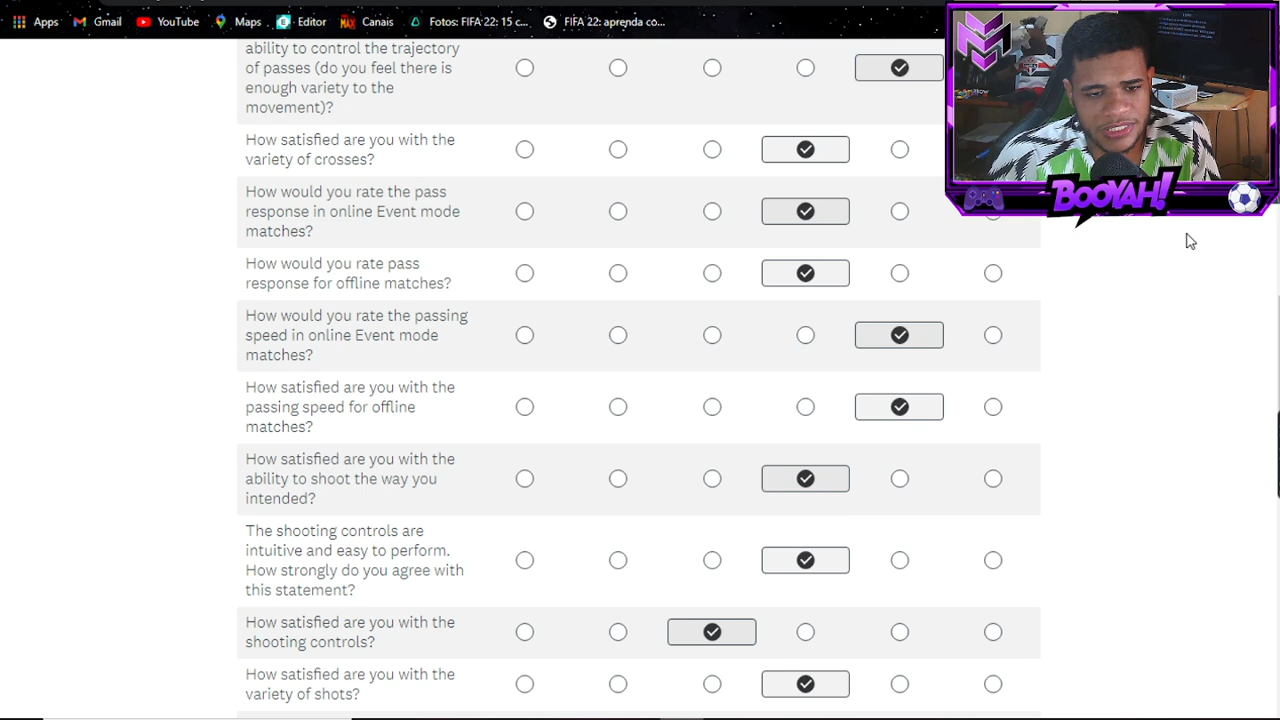 Apps Gmail YouTube Maps Editor Canais Fotos FIFA 22: 15 c... FIFA 22: aprenda co...
ability to control the trajectory
you feel there is
enough variety to the
movement)?
How satisfied are you with the
variety of crosses?
How would you rate the pass
response in online Event mode
matches?
How would you rate pass
response for offline matches?
How would you rate the passing
speed in online Event mode
matches?
How satisfied are you with the
passing speed for offline
matches?
How satisfied are you with the
ability to shoot the way you
intended?
The shooting controls are
intuitive and easy to perform.
How strongly do you agree with
this statement?
How satisfied are you with the
shooting controls?
How satisfied are you with the
variety of shots?
BOOYAH!